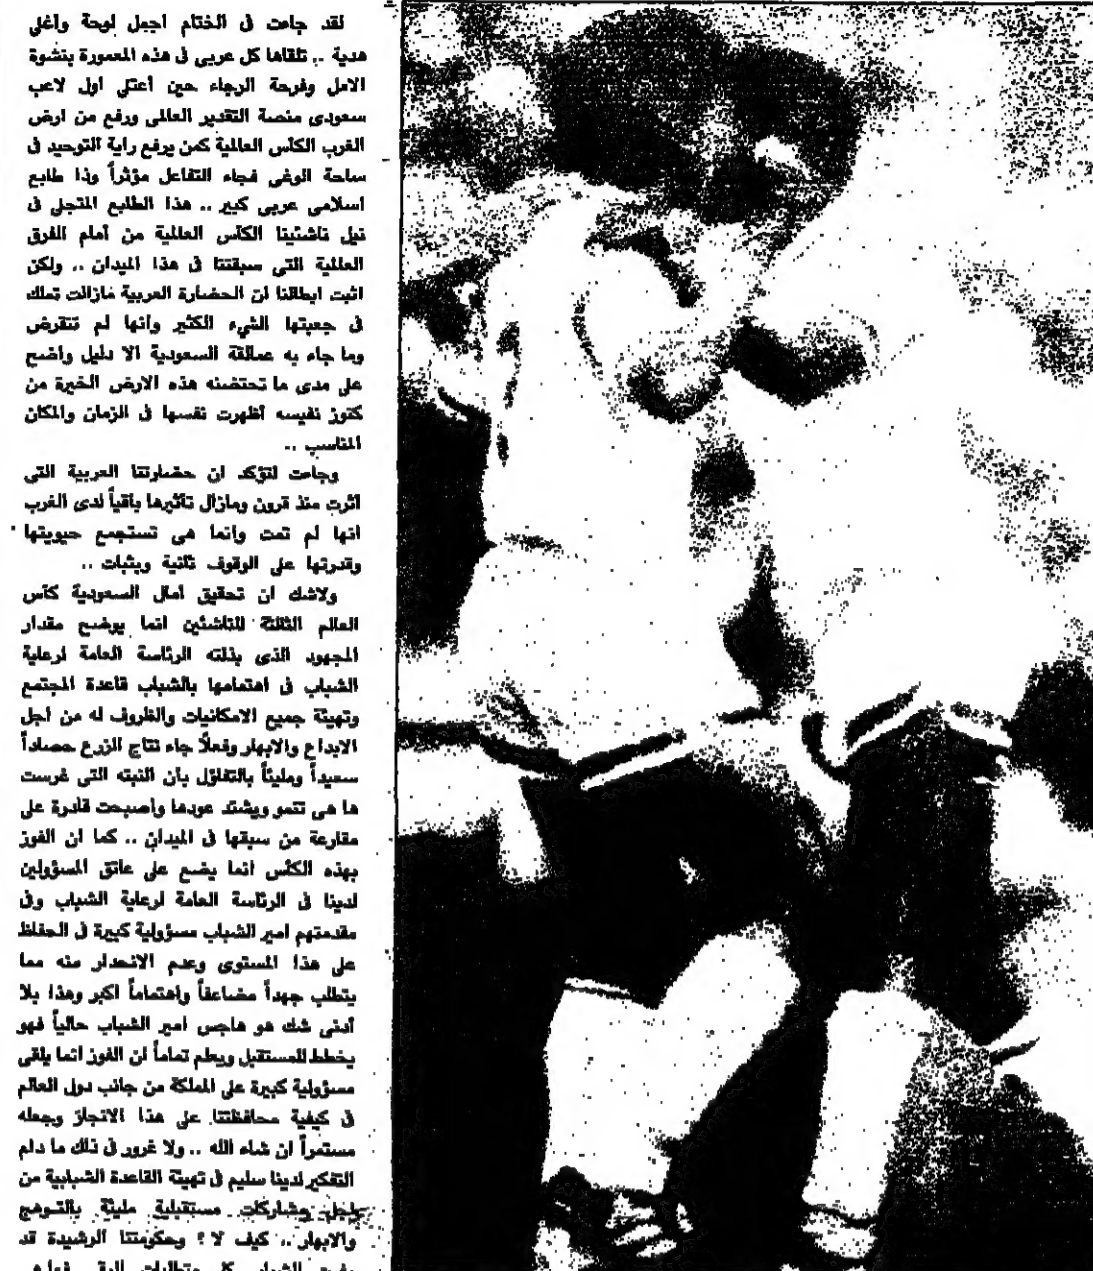 لقد جاءت فى الختام اجمل لوحة واغلى
هدية .. تلقاها كل عربى فى هذه المعمورة بنشوة
الامل وفرحة الرجاء حين أعتلى اول لاعب
سعودى منصة التقدير العالمى ورفع من ارض
الغرب الكأس العالمية كمن يرفع راية التوحيد فى
ساحة الوغى فجاء التفاعل مؤثراً وذا طابع
اسلامى عربى كبير .. هذا الطابع المتجلى فى
نيل ناشئينا الكأس العالمية من أمام الفرق
العالمية التى سبقتنا فى هذا الميدان .. ولكن
اثبت ابطالنا ان الحضارة العربية مازالت تملك
فى جعبتها الشيء الكثير وأنها لم تنقرض
وما جاء به عمالقة السعودية الا دليل واضح
على مدى ما تحتضنه هذه الارض الخيرة من
كنوز نفيسه أظهرت نفسها فى الزمان والمكان
المناسب ..
وجاءت لتؤكد ان حضارتنا العربية التى
أثرت منذ قرون ومازال تأثيرها باقياً لدى الغرب
انها لم تمت وانما هى تستجمع حيويتها
وقدرتها على الوقوف ثانية وبثبات ..
ولاشك ان تحقيق امال السعودية كأس
العالم الثالثة للناشئين انما يوضح مقدار
المجهود الذى بذلته الرئاسة العامة لرعاية
الشباب فى اهتمامها بالشباب قاعدة المجتمع
وتهيئة جميع الامكانيات والظروف له من أجل
الابداع والابهار وفعلاً جاء نتاج الزرع حصاداً
سعيداً ومليئاً بالتفاؤل بأن النبته التى غرست
ها هى تنمو ويشتد عودها واصبحت قادرة على
مقارعة من سبقها فى الميدان .. كما ان الفوز
بهذه الكأس انما يضع على عاتق المسؤولين
لدينا فى الرئاسة العامة لرعاية الشباب وفى
مقدمتهم امير الشباب مسؤولية كبيرة فى الحفاظ
على هذا المستوى وعدم الانحدار منه مما
يتطلب جهداً مضاعفاً واهتماماً اكبر وهذا بلا
أدنى شك هو هاجس امير الشباب حالياً فهو
يخطط للمستقبل ويعلم تماماً ان الفوز انما يلقى
مسؤولية كبيرة على المملكة من جانب دول العالم
فى كيفية محافظتنا على هذا الانجاز وجعله
مستمراً ان شاء الله .. ولا غرور فى ذلك ما دام
التفكير لدينا سليم فى تهيئة القاعدة الشبابية من
اجل مشاركات مستقبلية مليئة بالتوهج
والابهار .. كيف لا ؟ وحكومتنا الرشيدة قد
الشباب كل متطلبات